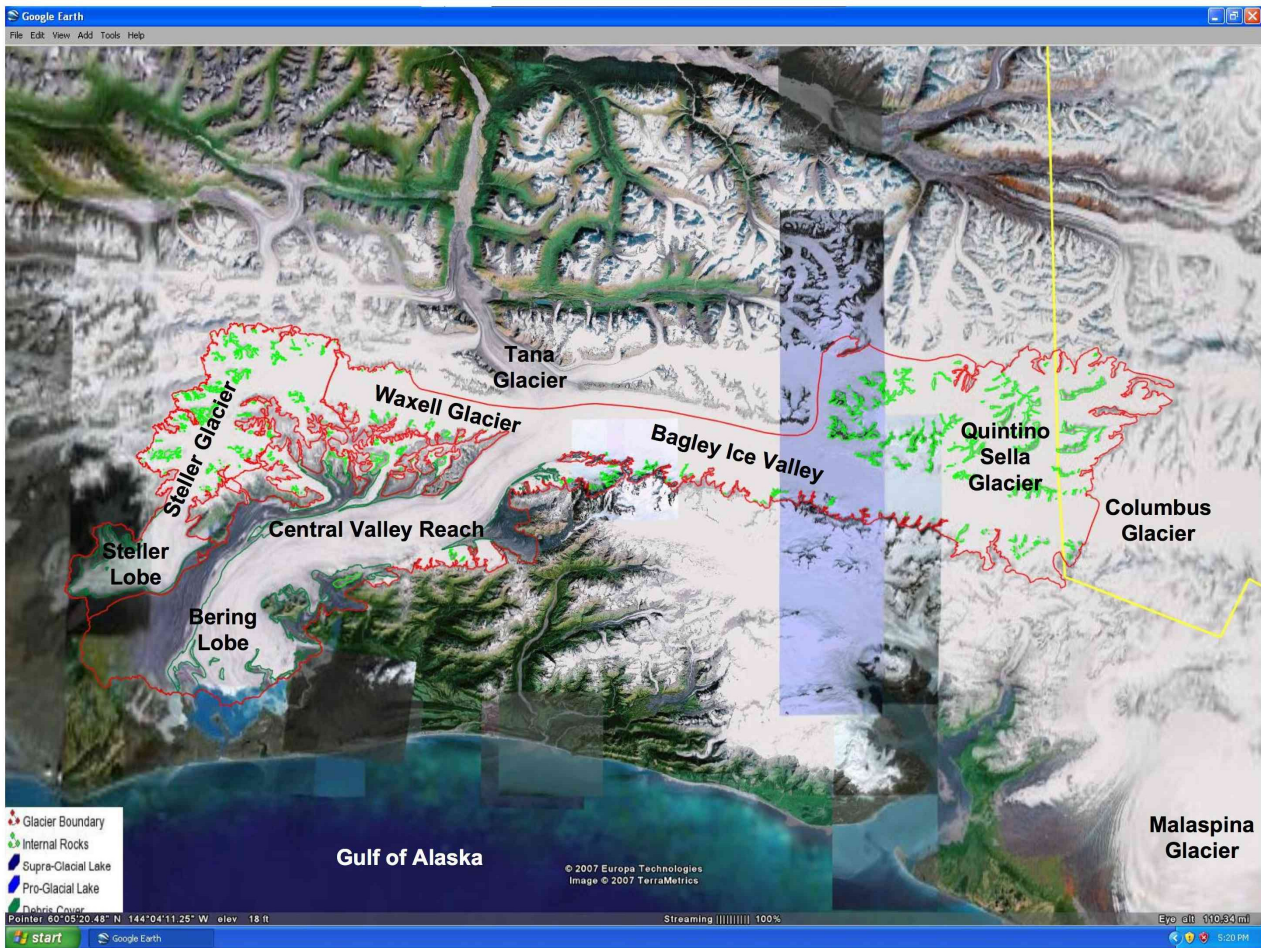 Google Earth
File Edit View Add Tools Help
Tana
Glacier
Waxell Glacier
Steller Glacier
Bagley Ice Valley
Quintino
Sella
Glacier
Columbus
Glacier
Central Valley Reach
Steller
Lobe
Bering
Lobe
Glacier Boundary
Internal Rocks
Supra-Glacial Lake
Pro-Glacial Lake
Debris Cover
Malaspina
Glacier
Gulf of Alaska
© 2007 Europa Technologies
Image © 2007 TerraMetrics
Pointer 60°05'20.48" N 144°04'11.25" W elev 18 ft
Streaming |||||||||| 100%
Eye alt 110.34 mi
start
Google Earth
5:20 PM